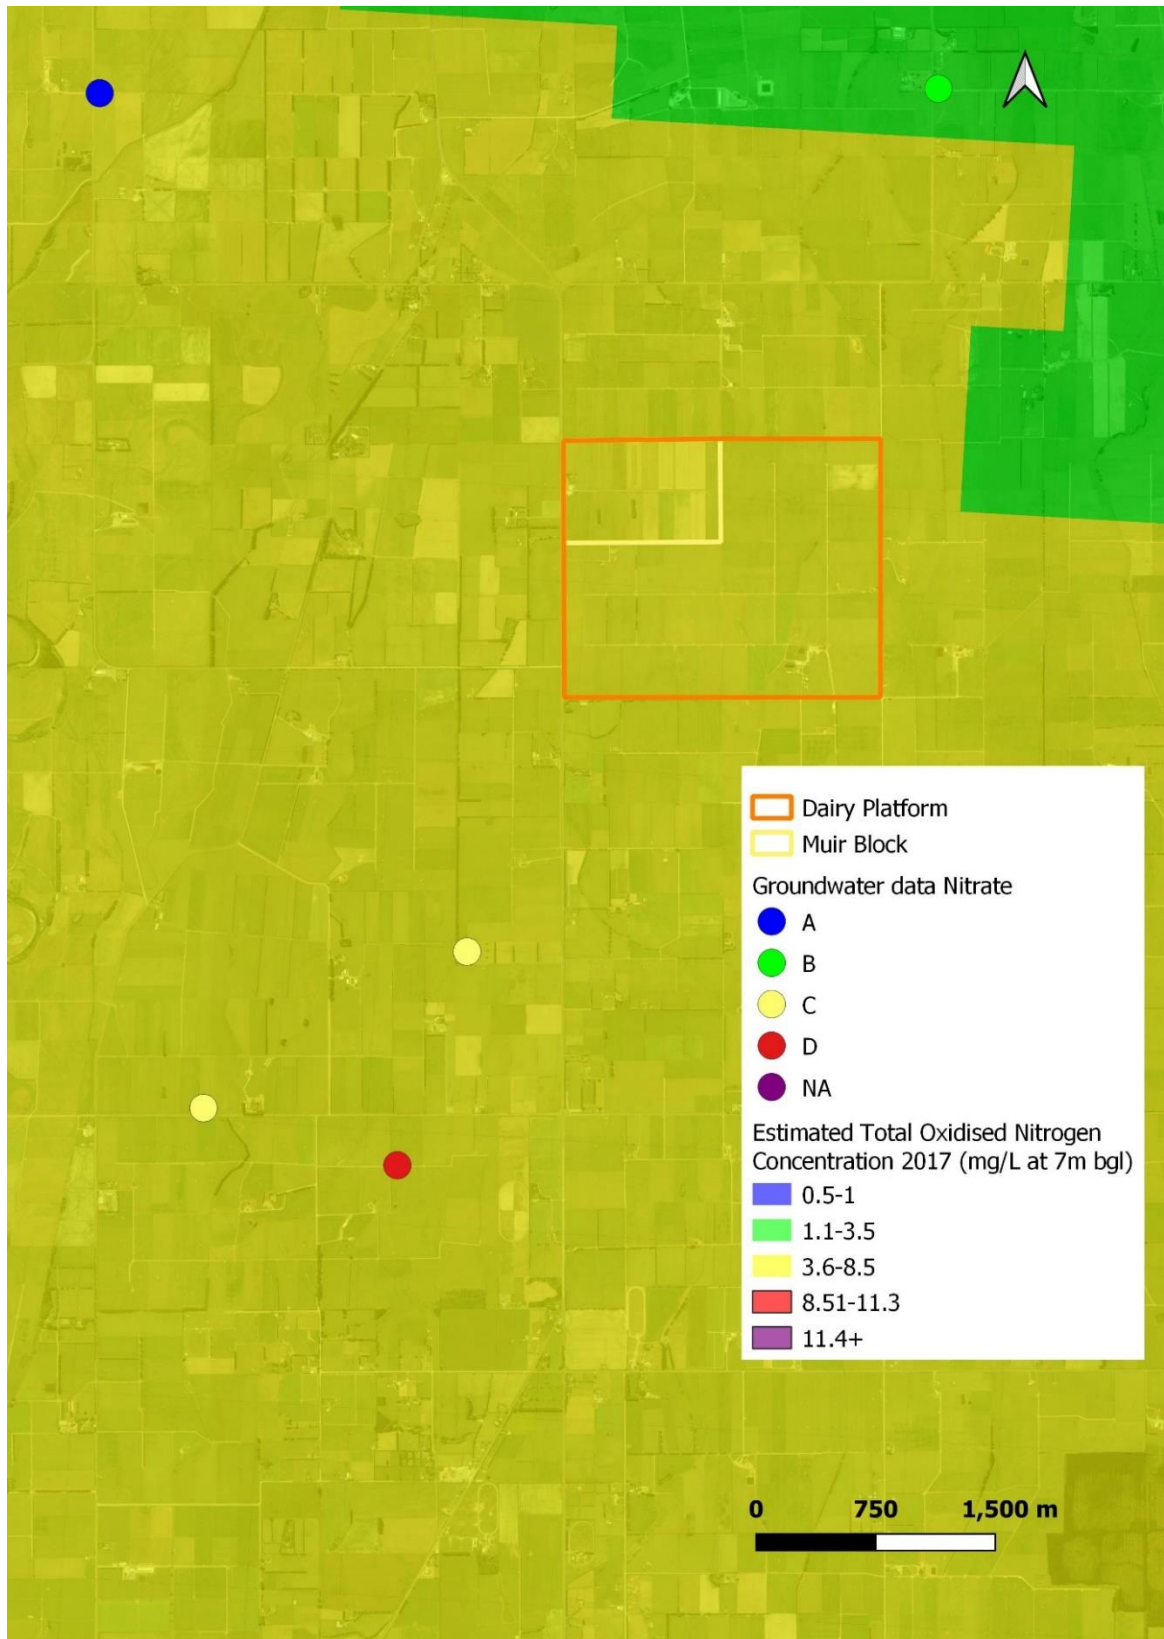 Dairy Platform
Muir Block
Groundwater data Nitrate
A
B
C
D
NA
Estimated Total Oxidised Nitrogen
Concentration 2017 (mg/L at 7m bgl)
0.5-1
1.1-3.5
3.6-8.5
8.51-11.3
11.4+
0 750 1,500 m